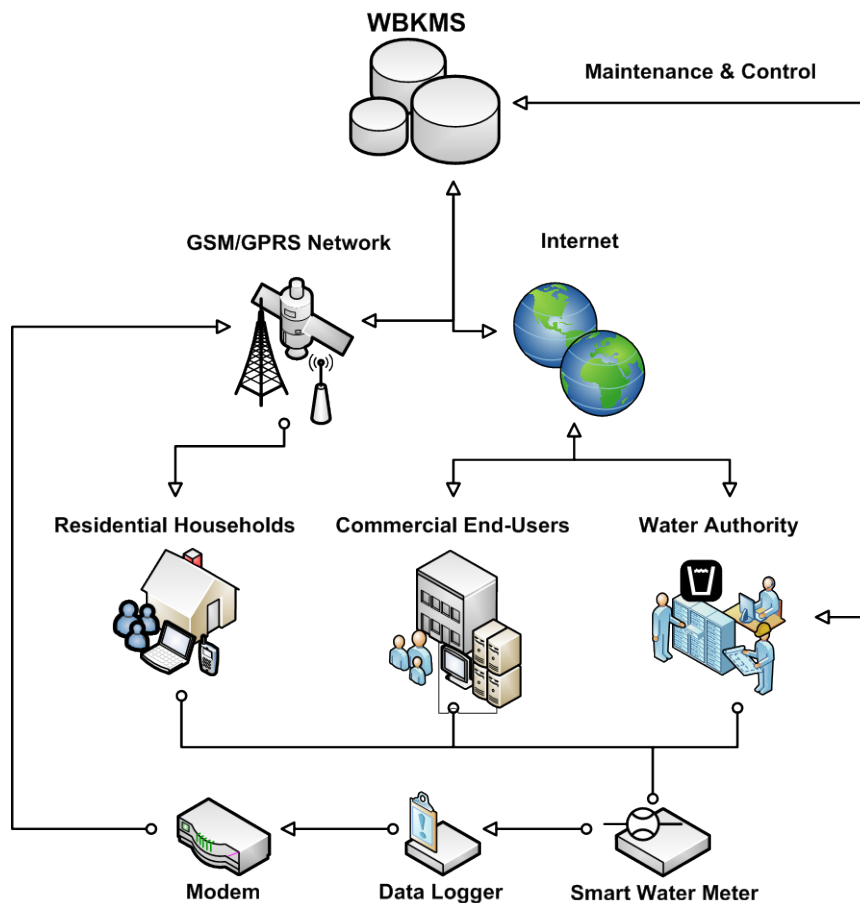 WBKMS
Maintenance & Control
GSM/GPRS Network
Internet
Residential Households
Commercial End-Users
Water Authority
Modem
Data Logger
Smart Water Meter